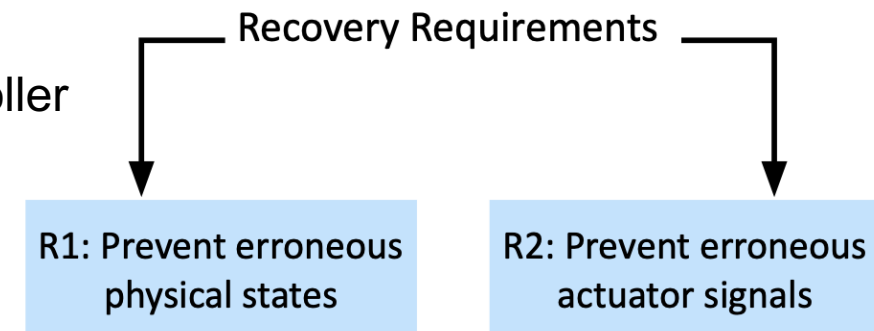 Recovery Requirements
oller
R1: Prevent erroneous
physical states
R2: Prevent erroneous
actuator signals